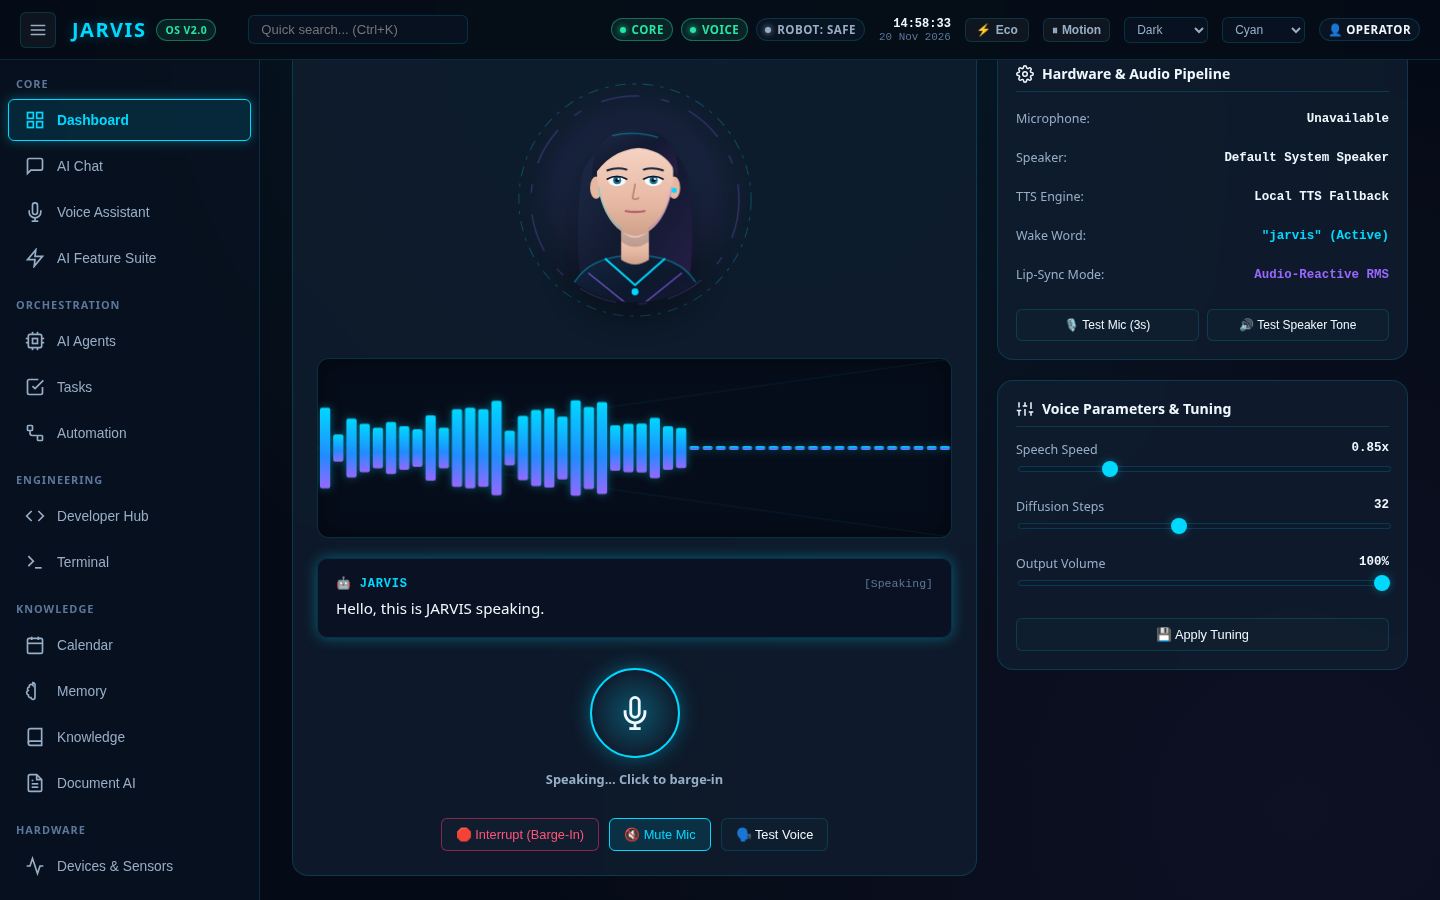 JARVIS OS V2.0
Quick search... (Ctrl+K)
CORE
VOICE
ROBOT: SAFE
14:58:33
20 Nov 2026
⚡ Eco
Motion
Dark
Cyan
👤 OPERATOR
CORE
Dashboard
AI Chat
Voice Assistant
AI Feature Suite
ORCHESTRATION
AI Agents
Tasks
Automation
ENGINEERING
Developer Hub
Terminal
KNOWLEDGE
Calendar
Memory
Knowledge
Document AI
HARDWARE
Devices & Sensors
🤖 JARVIS [Speaking]
Hello, this is JARVIS speaking.
Speaking... Click to barge-in
🛑 Interrupt (Barge-In)
🔇 Mute Mic
🗣️ Test Voice
Hardware & Audio Pipeline
Microphone: Unavailable
Speaker: Default System Speaker
TTS Engine: Local TTS Fallback
Wake Word: "jarvis" (Active)
Lip-Sync Mode: Audio-Reactive RMS
🎙️ Test Mic (3s)
🔊 Test Speaker Tone
Voice Parameters & Tuning
Speech Speed 0.85x
Diffusion Steps 32
Output Volume 100%
💾 Apply Tuning